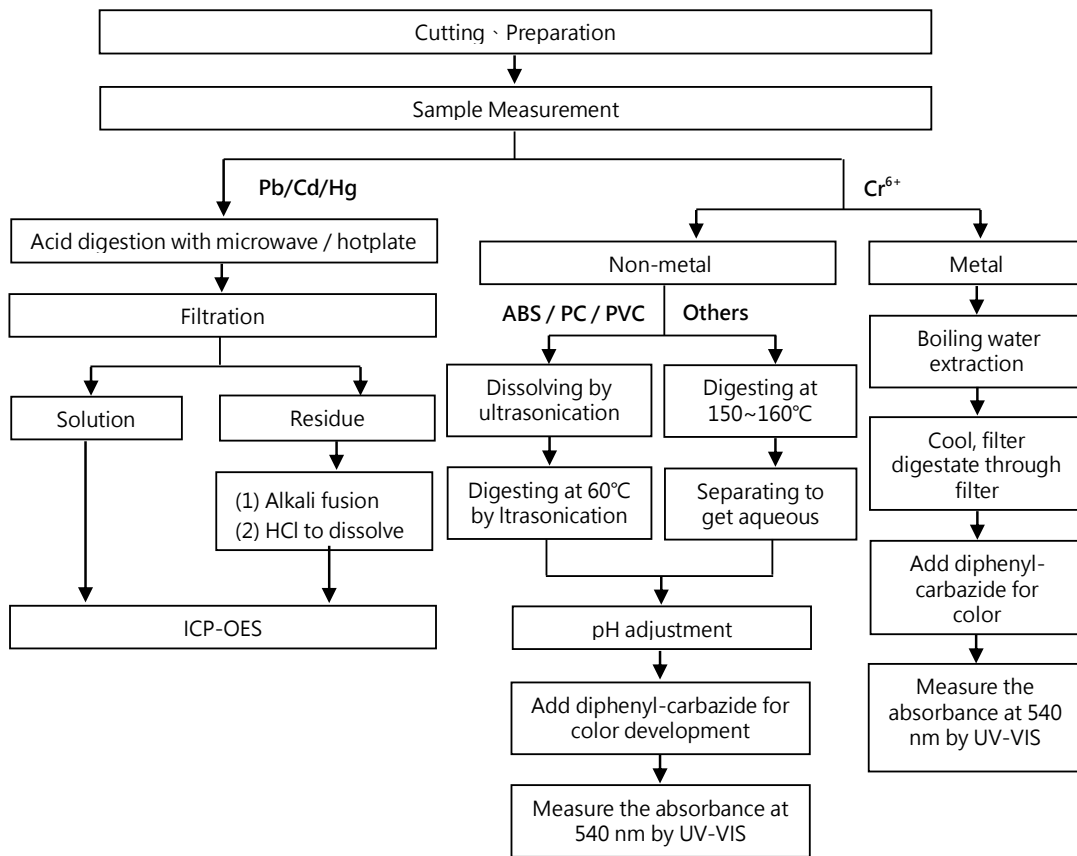 Cutting、Preparation
Sample Measurement
Pb/Cd/Hg
Cr⁶⁺
Acid digestion with microwave / hotplate
Filtration
Solution
Residue
(1) Alkali fusion
(2) HCl to dissolve
ICP-OES
Non-metal
ABS / PC / PVC
Others
Dissolving by
ultrasonication
Digesting at
150~160℃
Digesting at 60℃
by ltrasonication
Separating to
get aqueous
pH adjustment
Add diphenyl-carbazide for
color development
Measure the absorbance at
540 nm by UV-VIS
Metal
Boiling water
extraction
Cool, filter
digestate through
filter
Add diphenyl-
carbazide for
color
Measure the
absorbance at 540
nm by UV-VIS